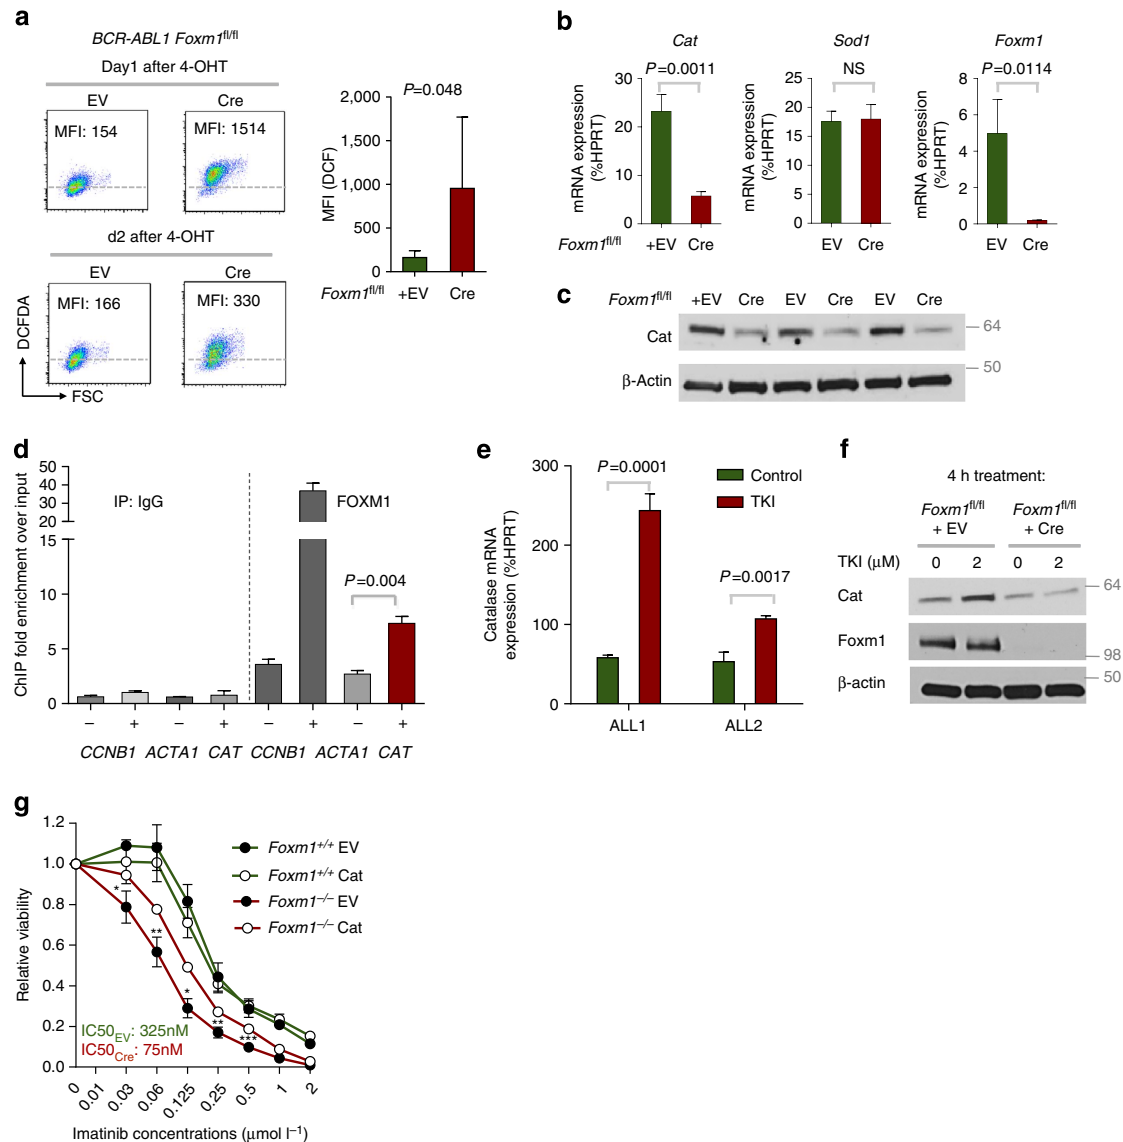 a
BCR-ABL1 Foxm1fl/fl
Day1 after 4-OHT
EV Cre
MFI: 154 MFI: 1514
d2 after 4-OHT
EV Cre
MFI: 166 MFI: 330
DCFDA
FSC
P=0.048
MFI (DCF)
2,000
1,500
1,000
500
0
Foxm1fl/fl +EV Cre
b
Cat
P=0.0011
mRNA expression
(%HPRT)
30
20
10
0
Foxm1fl/fl +EV Cre
Sod1
NS
mRNA expression
(%HPRT)
25
20
15
10
5
0
EV Cre
Foxm1
P=0.0114
mRNA expression
(%HPRT)
8
6
4
2
0
EV Cre
c
Foxm1fl/fl +EV Cre EV Cre EV Cre
Cat 64
50
β-Actin
d
ChIP fold enrichment over input
50
40
30
20
15
10
5
0
IP: IgG FOXM1
P=0.004
– + – + – + – +
CCNB1 ACTA1 CAT CCNB1 ACTA1 CAT
e
Catalase mRNA
expression (%HPRT)
300
200
100
0
P=0.0001
P=0.0017
Control
TKI
ALL1 ALL2
f
4 h treatment:
Foxm1fl/fl Foxm1fl/fl
+ EV + Cre
TKI (μM) 0 2 0 2
Cat 64
Foxm1
98
50
β-actin
g
Relative viability
1.2
1.0
0.8
0.6
0.4
0.2
0.0
Foxm1+/+ EV
Foxm1+/+ Cat
Foxm1–/– EV
Foxm1–/– Cat
*
**
*
**
***
IC50EV: 325nM
IC50Cre: 75nM
0 0.01 0.03 0.06 0.125 0.25 0.5 1 2
Imatinib concentrations (μmol l–1)